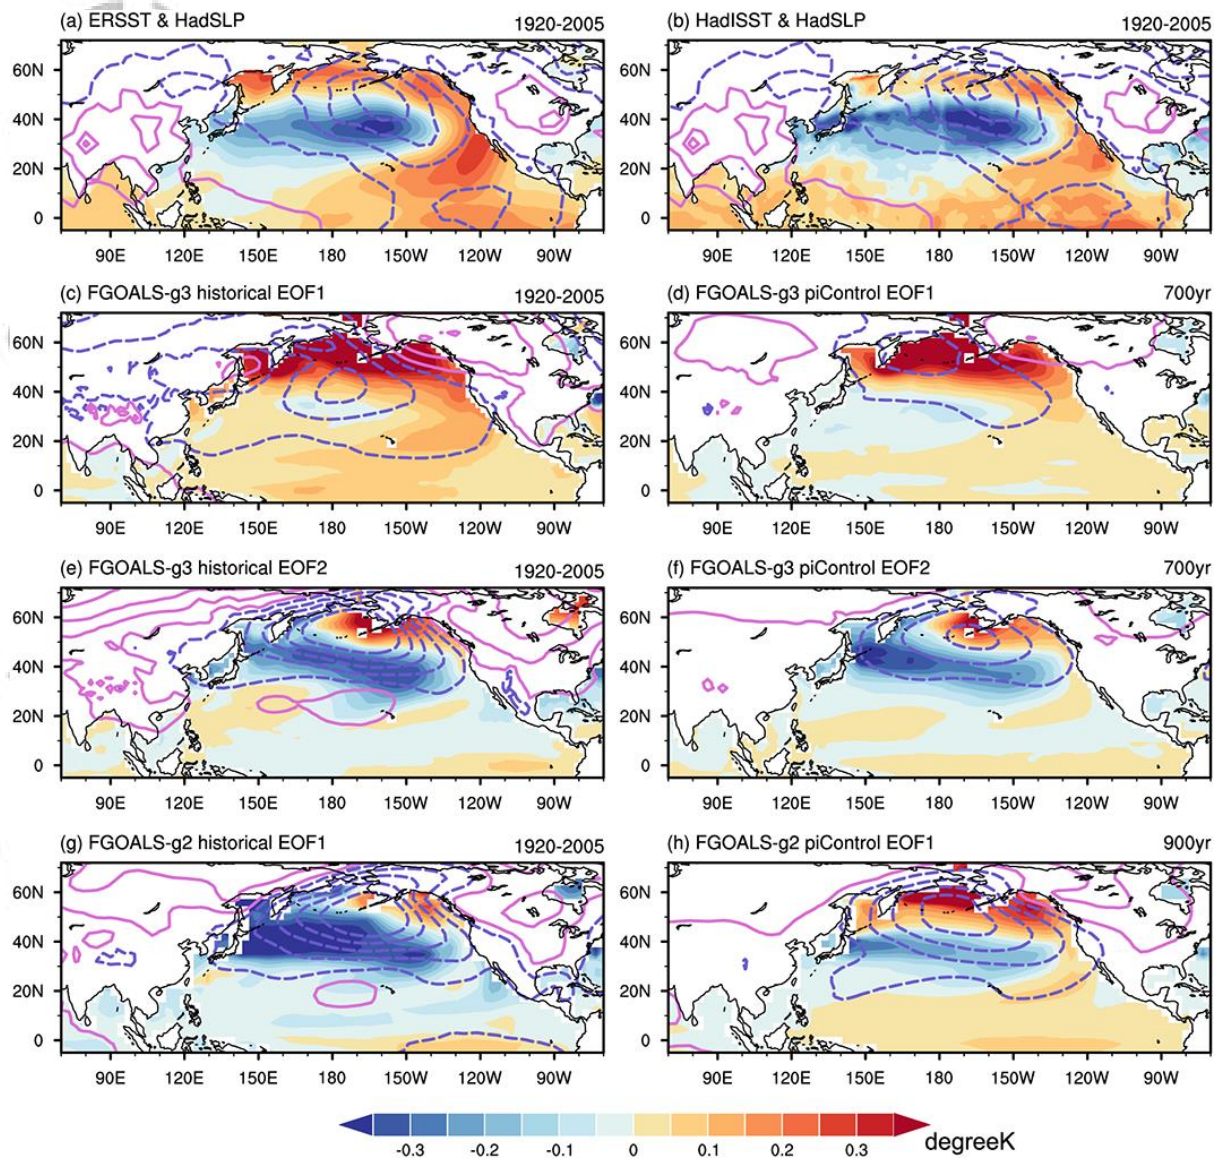 (a) ERSST & HadSLP 1920-2005
(b) HadISST & HadSLP 1920-2005
60N
40N
20N
0
90E 120E 150E 180 150W 120W 90W
60N
40N
20N
0
90E 120E 150E 180 150W 120W 90W
(c) FGOALS-g3 historical EOF1 1920-2005
(d) FGOALS-g3 piControl EOF1 700yr
60N
40N
20N
0
90E 120E 150E 180 150W 120W 90W
60N
40N
20N
0
90E 120E 150E 180 150W 120W 90W
(e) FGOALS-g3 historical EOF2 1920-2005
(f) FGOALS-g3 piControl EOF2 700yr
60N
40N
20N
0
90E 120E 150E 180 150W 120W 90W
60N
40N
20N
0
90E 120E 150E 180 150W 120W 90W
(g) FGOALS-g2 historical EOF1 1920-2005
(h) FGOALS-g2 piControl EOF1 900yr
60N
40N
20N
0
90E 120E 150E 180 150W 120W 90W
60N
40N
20N
0
90E 120E 150E 180 150W 120W 90W
-0.3 -0.2 -0.1 0 0.1 0.2 0.3 degreeK